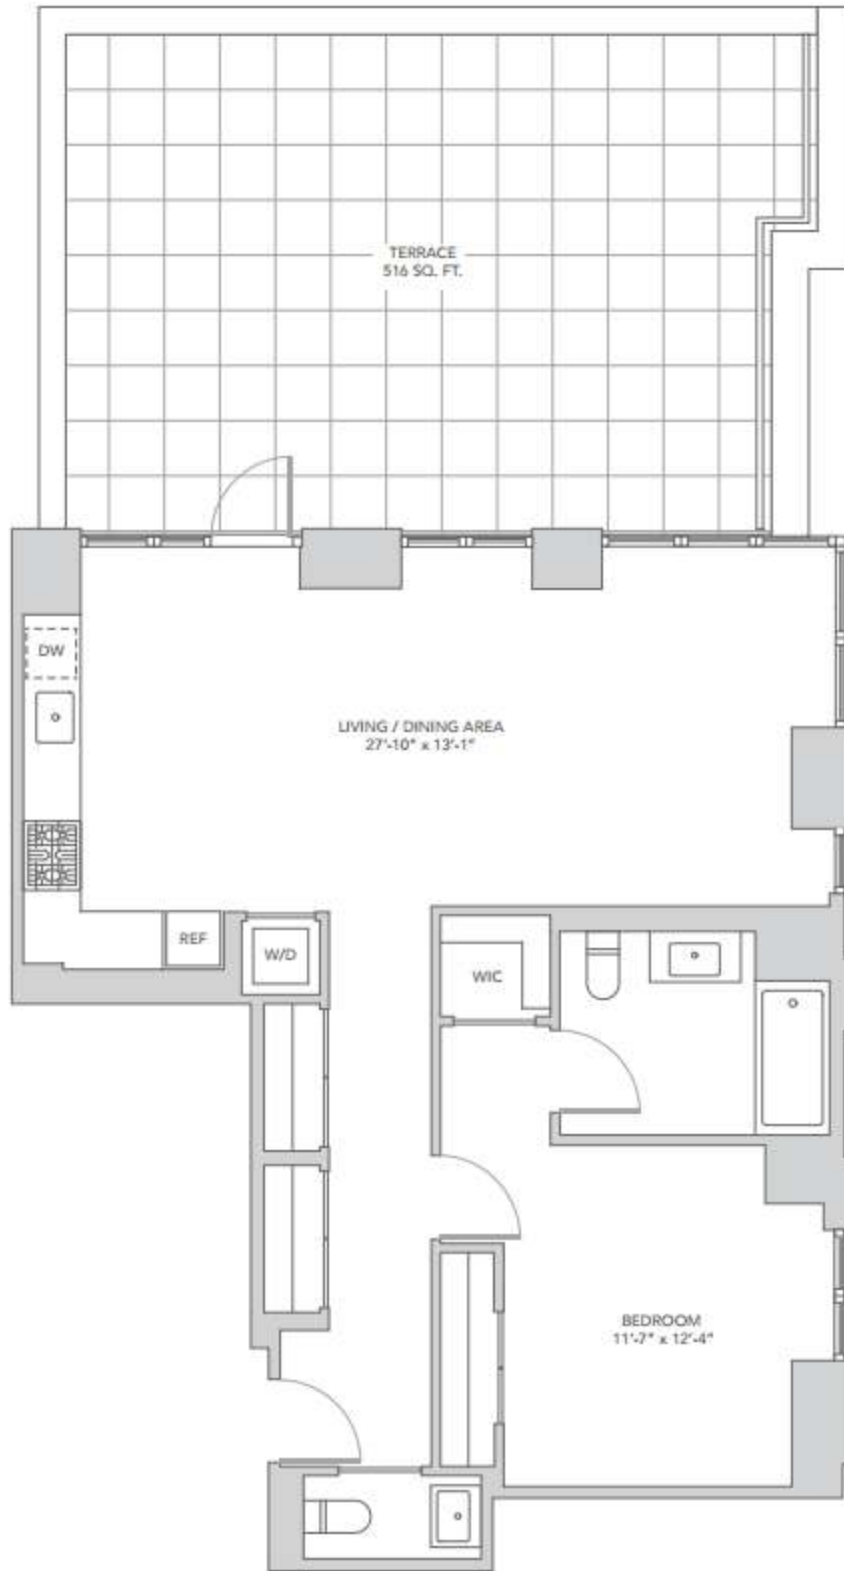 TERRACE
516 SQ. FT.
DW
LIVING / DINING AREA
27'-10" x 13'-1"
REF
W/D
WIC
BEDROOM
11'-7" x 12'-4"